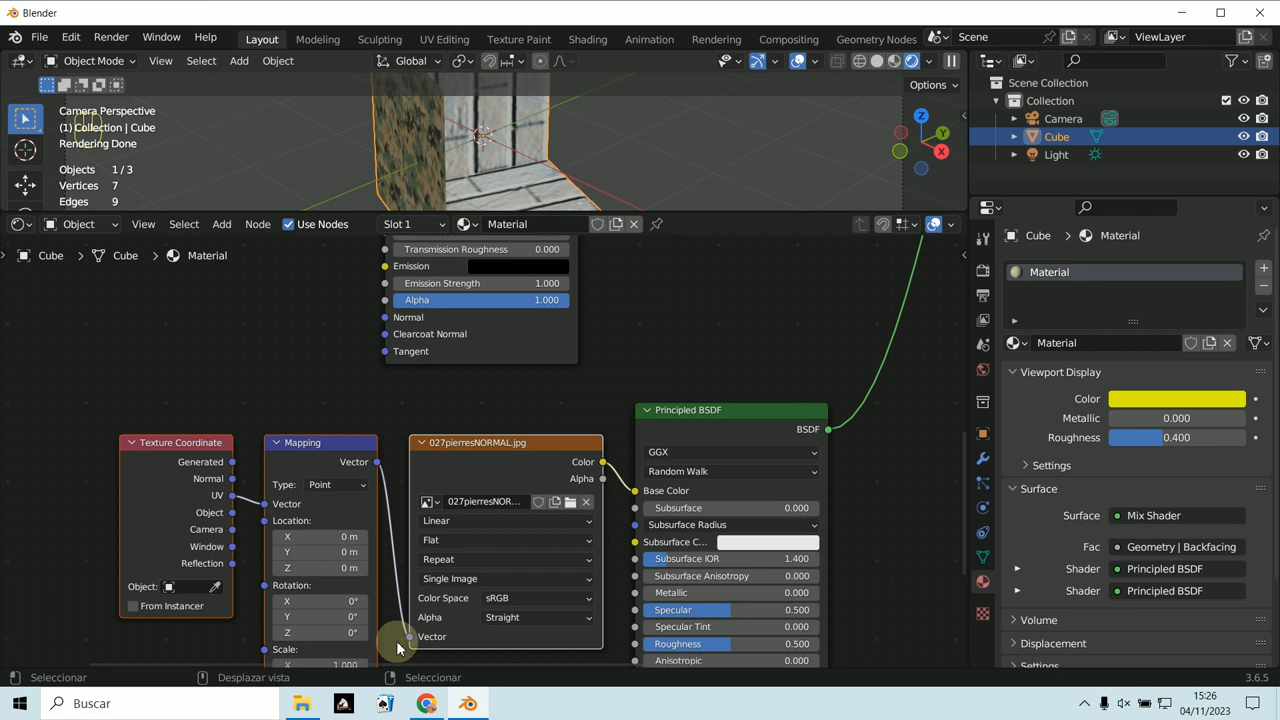 Blender
File Edit Render Window Help Layout Modeling Sculpting UV Editing Texture Paint Shading Animation Rendering Compositing Geometry Nodes Scene ViewLayer
Object Mode View Select Add Object Global
Options
Camera Perspective
(1) Collection | Cube
Rendering Done
Objects 1 / 3
Vertices 7
Edges 9
Z
Y
X
Scene Collection
Collection
Camera
Cube
Light
Object View Select Add Node Use Nodes Slot 1 Material
Cube Cube Material
Transmission Roughness 0.000
Emission
Emission Strength 1.000
Alpha 1.000
Normal
Clearcoat Normal
Tangent
Texture Coordinate
Generated
Normal
UV
Object
Camera
Window
Reflection
Object:
From Instancer
Mapping
Vector
Type: Point
Vector
Location:
X 0 m
Y 0 m
Z 0 m
Rotation:
X 0°
Y 0°
Z 0°
Scale:
X 1.000
027pierresNORMAL.jpg
Color
Alpha
027pierresNOR...
Linear
Flat
Repeat
Single Image
Color Space sRGB
Alpha Straight
Vector
Principled BSDF
BSDF
GGX
Random Walk
Base Color
Subsurface 0.000
Subsurface Radius
Subsurface C...
Subsurface IOR 1.400
Subsurface Anisotropy 0.000
Metallic 0.000
Specular 0.500
Specular Tint 0.000
Roughness 0.500
Anisotropic 0.000
Cube Material
Material
Material
Viewport Display
Color
Metallic 0.000
Roughness 0.400
Settings
Surface
Surface Mix Shader
Fac Geometry | Backfacing
Shader Principled BSDF
Shader Principled BSDF
Volume
Displacement
Settings
Seleccionar Desplazar vista Seleccionar 3.6.5
Buscar
15:26
04/11/2023